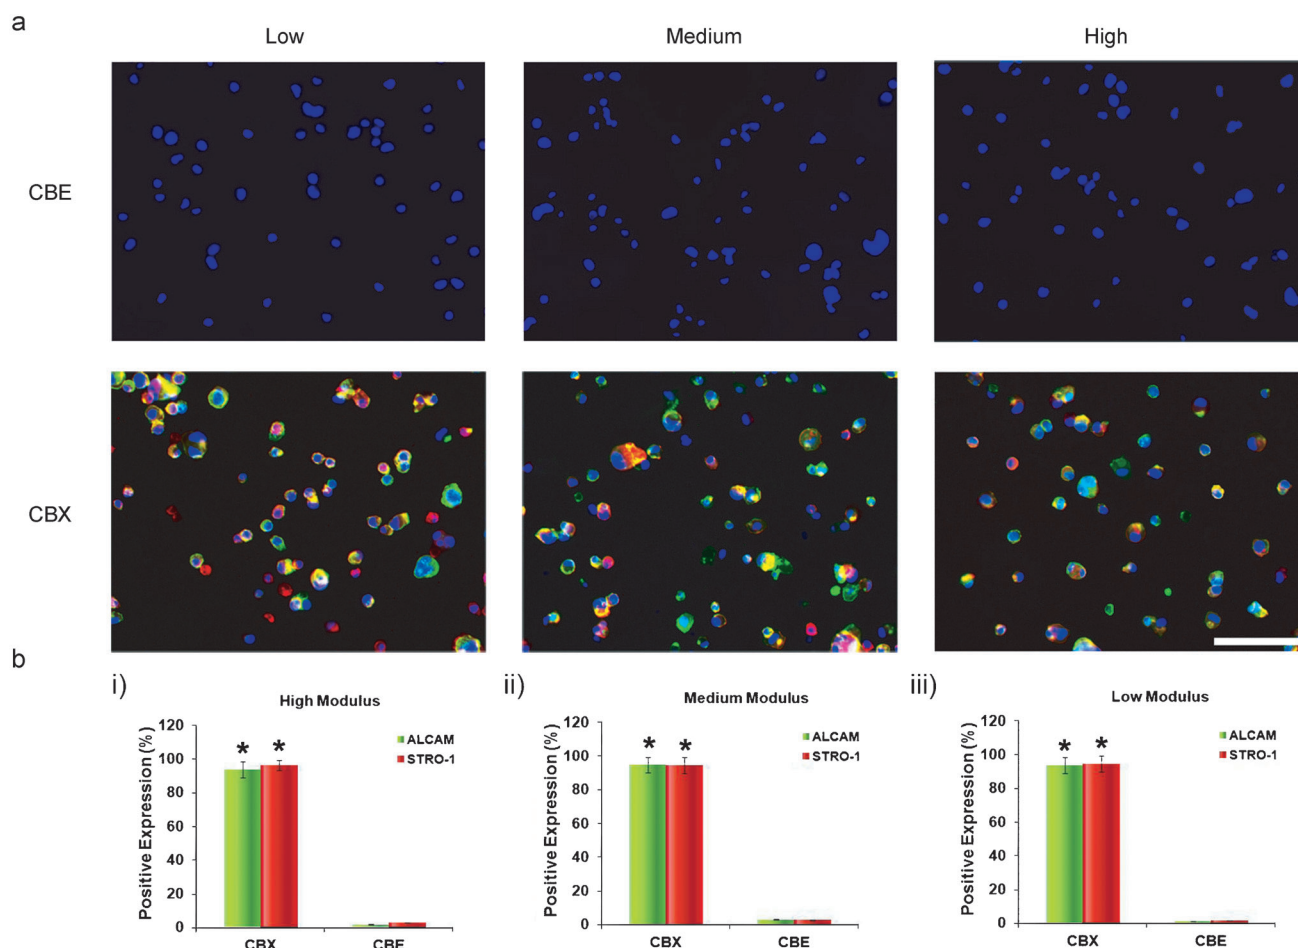 a
Low Medium High
CBE
CBX
b
i) ii) iii)
High Modulus
Positive Expression (%)
120
100
80
60
40
20
0
* *
ALCAM
STRO-1
CBX CBE
Medium Modulus
Positive Expression (%)
120
100
80
60
40
20
0
* *
ALCAM
STRO-1
CBX CBE
Low Modulus
Positive Expression (%)
120
100
80
60
40
20
0
* *
ALCAM
STRO-1
CBX CBE